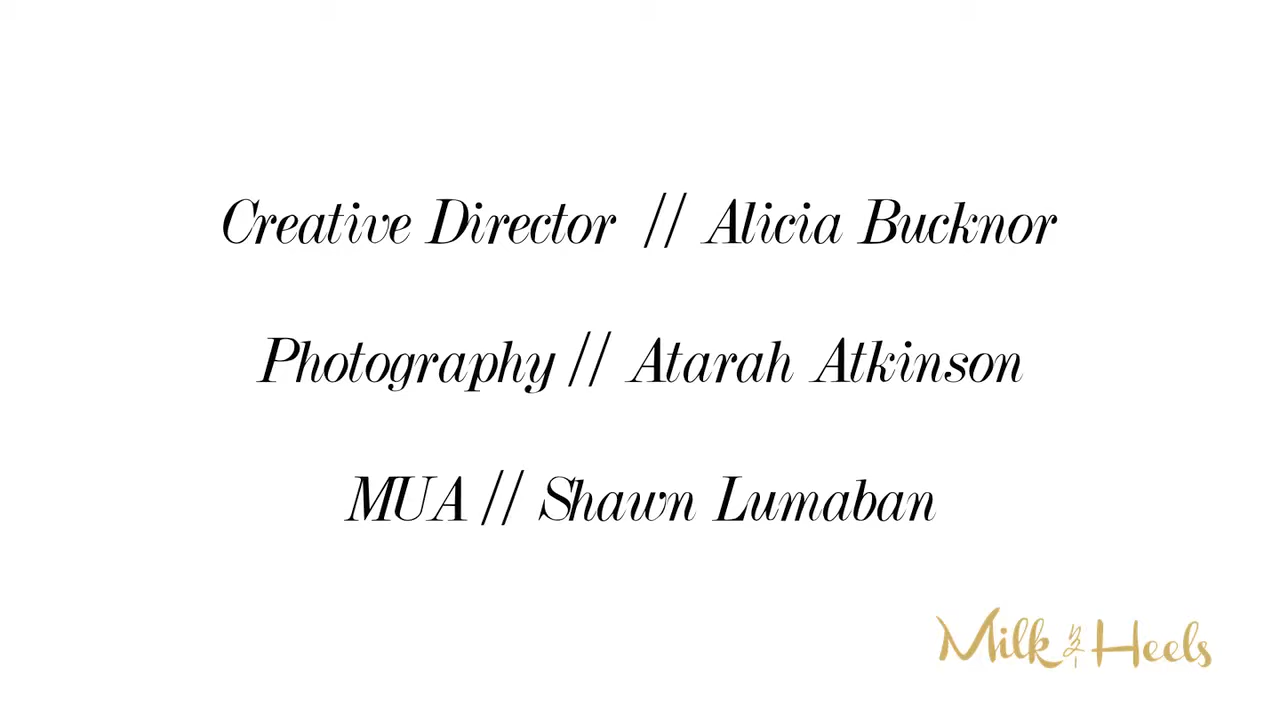 Creative Director // Alicia Bucknor
Photography // Atarah Atkinson
MUA // Shawn Lumaban
Milk & Heels